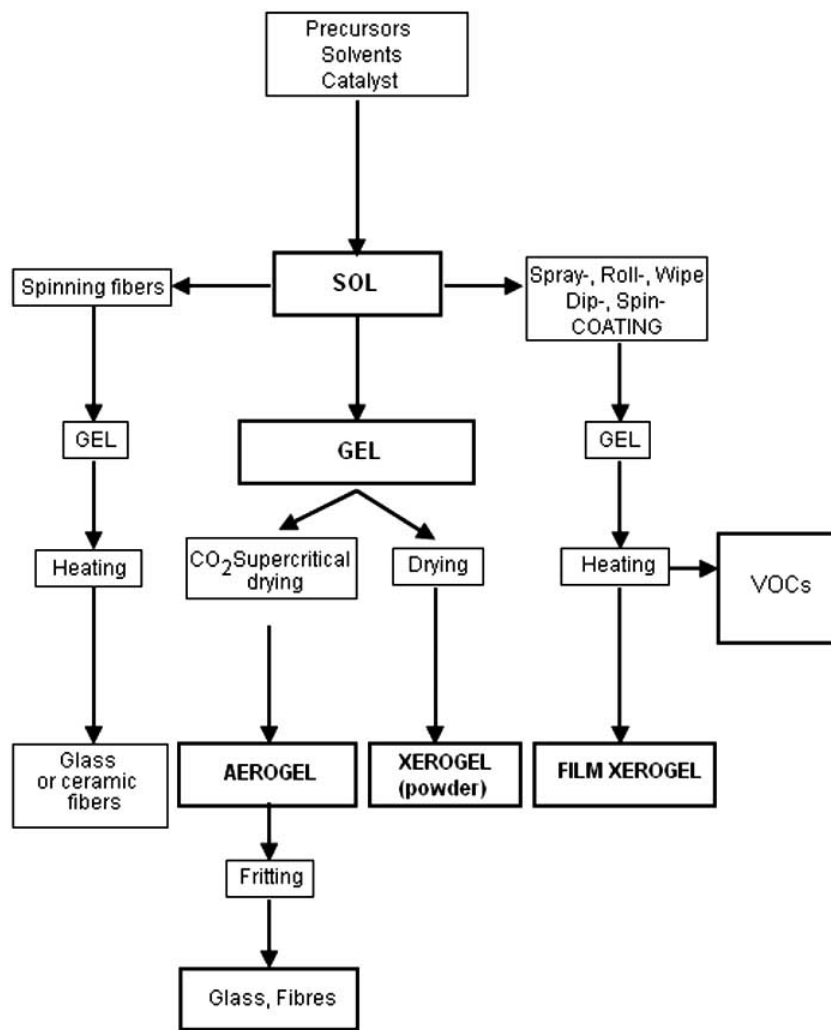 Precursors
Solvents
Catalyst
Spinning fibers
SOL
Spray-, Roll-, Wipe
Dip-, Spin-
COATING
GEL
GEL
GEL
Heating
CO2Supercritical
drying
Drying
Heating
VOCs
Glass
or ceramic
fibers
AEROGEL
XEROGEL
(powder)
FILM XEROGEL
Fritting
Glass, Fibres